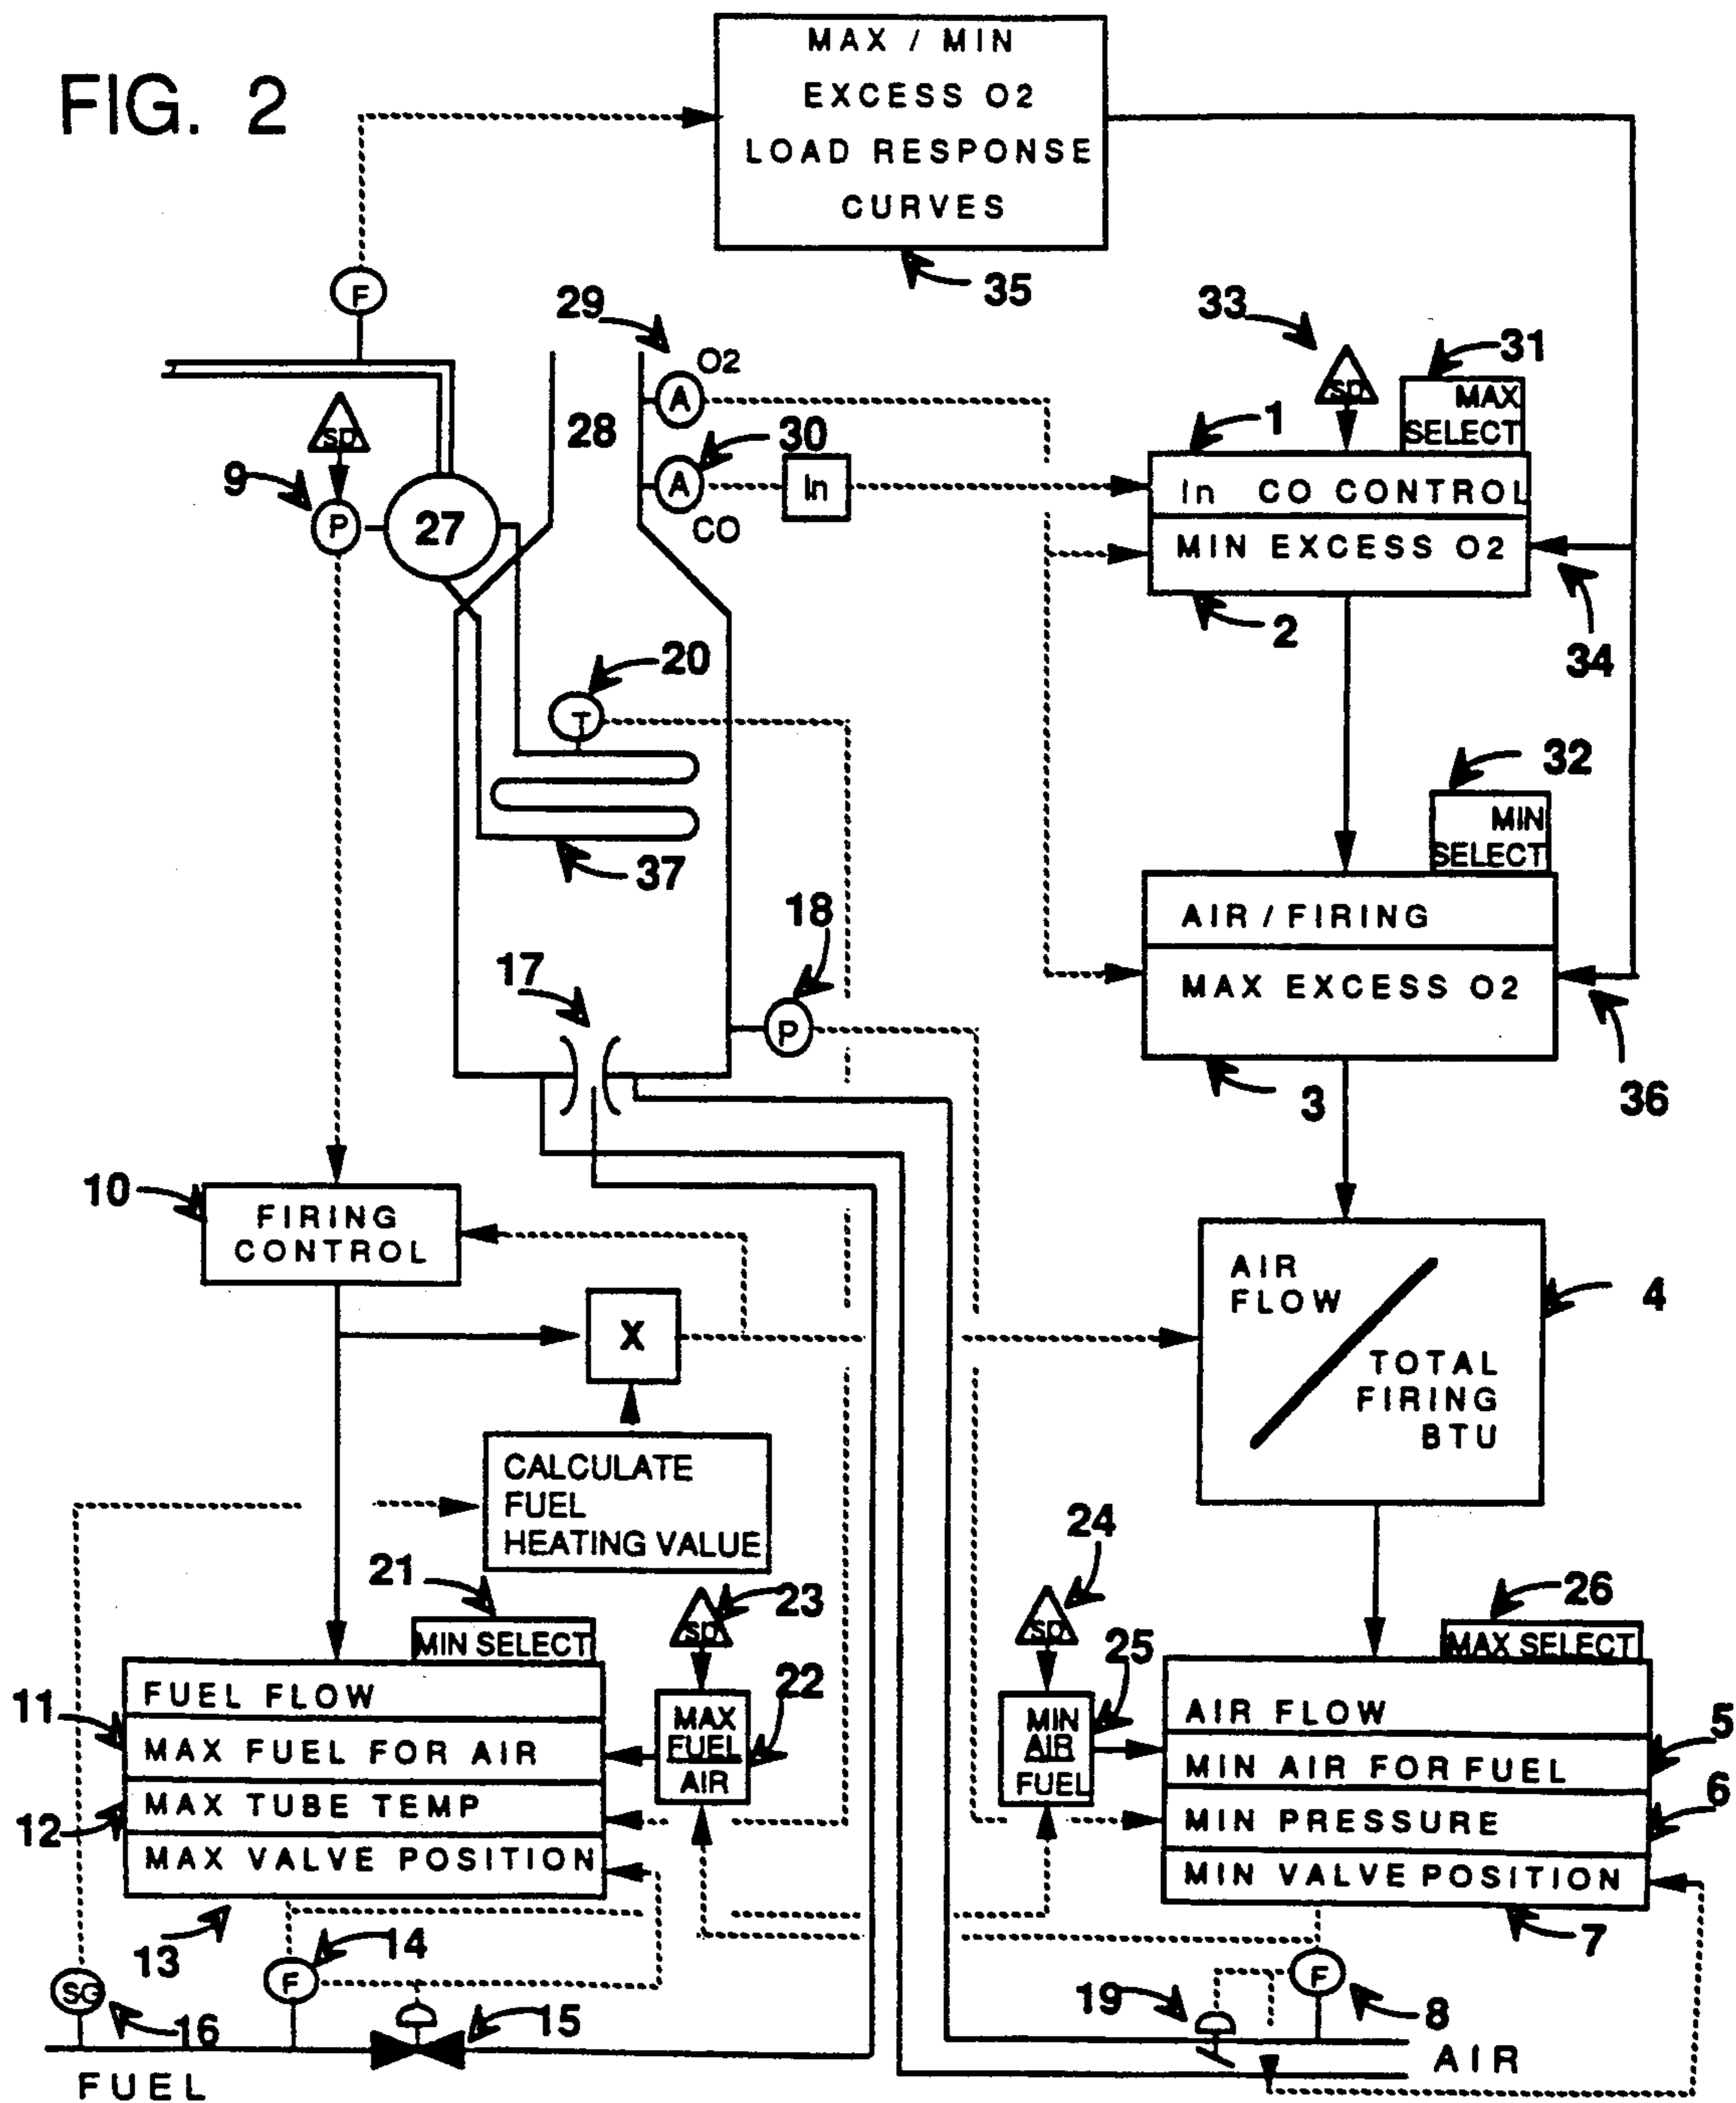 FIG. 2
MAX / MIN
EXCESS O2
LOAD RESPONSE
CURVES
35
F
29
O2
A
28
30
A
CO
In
33
sp
31
MAX
SELECT
1
In CO CONTROL
MIN EXCESS O2
2
34
sp
9
P
27
20
T
37
32
MIN
SELECT
AIR / FIRING
MAX EXCESS O2
3
36
18
P
17
10
FIRING
CONTROL
X
CALCULATE
FUEL
HEATING VALUE
AIR
FLOW
TOTAL
FIRING
BTU
4
21
MIN SELECT
23
sp
22
MAX
FUEL
AIR
11
FUEL FLOW
MAX FUEL FOR AIR
MAX TUBE TEMP
12
MAX VALVE POSITION
13
24
sp
25
MIN
AIR
FUEL
26
MAX SELECT
AIR FLOW
5
MIN AIR FOR FUEL
6
MIN PRESSURE
MIN VALVE POSITION
7
14
F
SG
16
15
FUEL
19
F
8
AIR